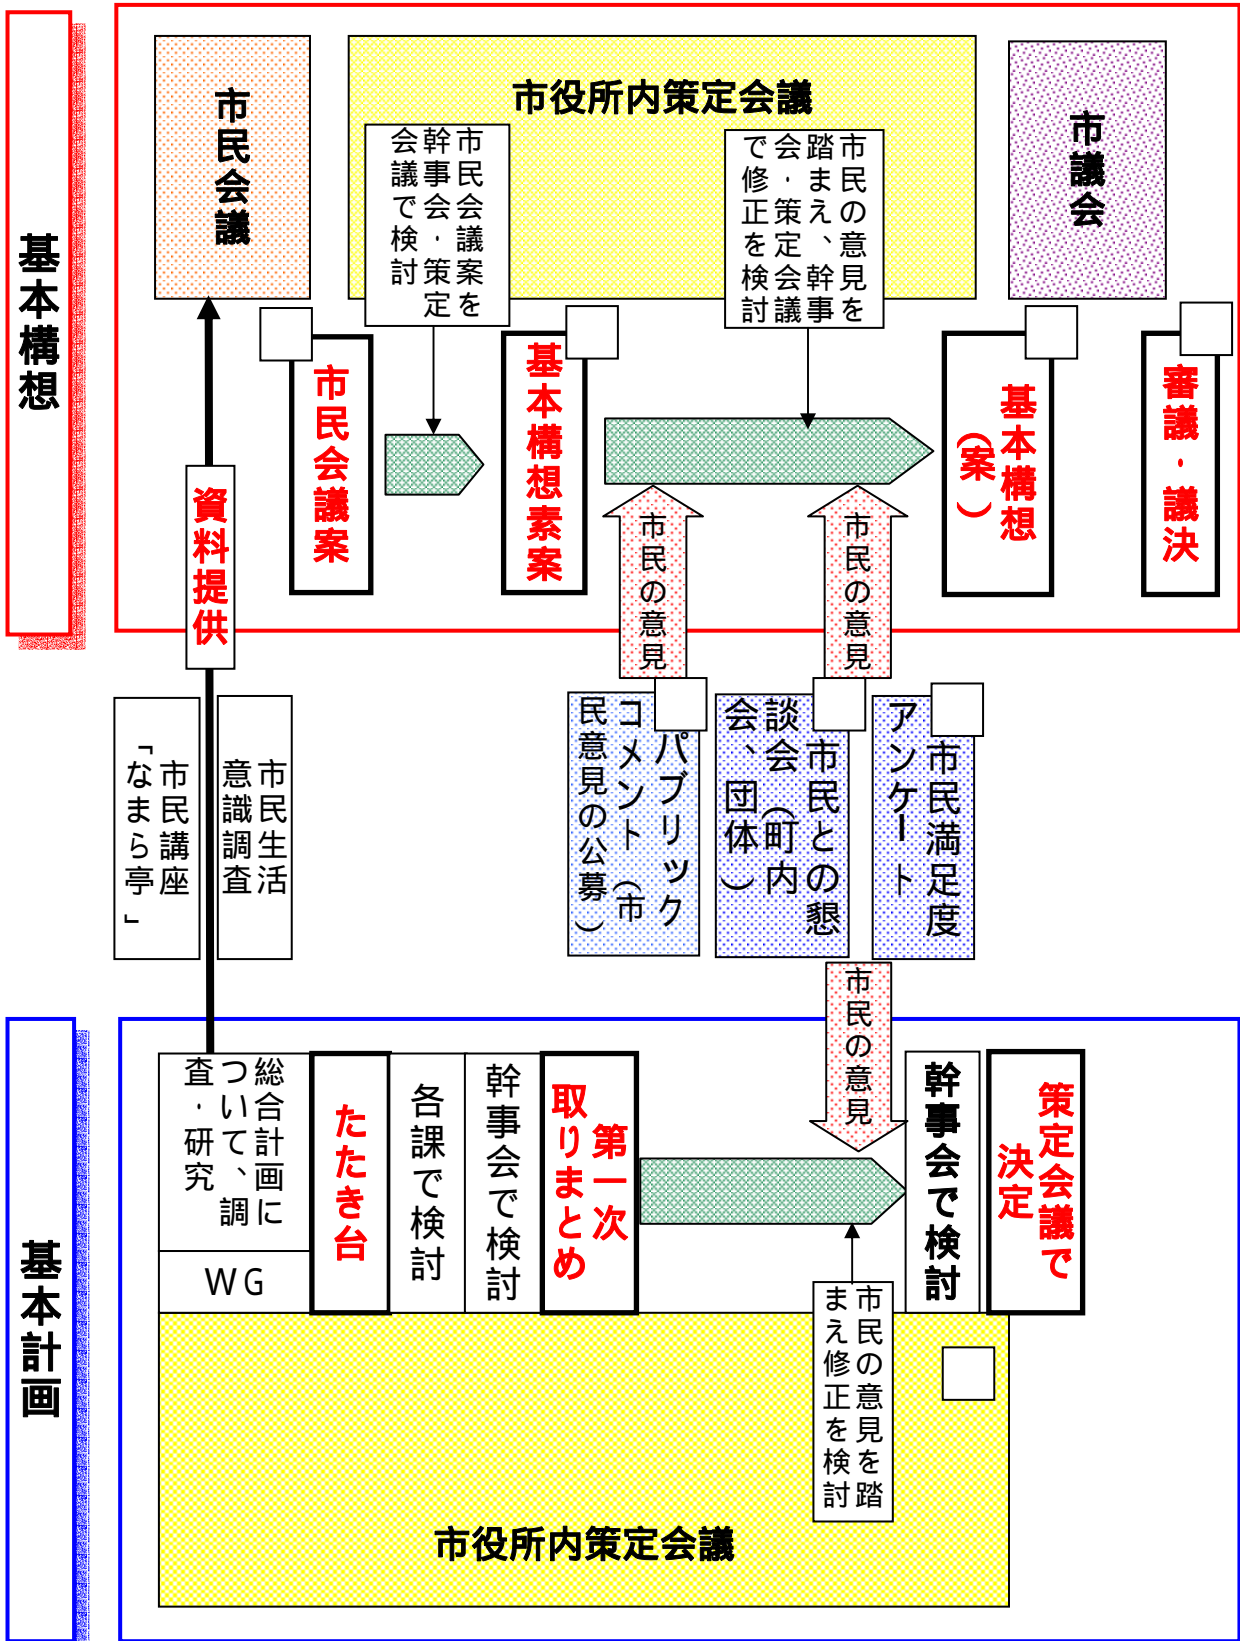 基本構想
市民会議
市役所内策定会議
市議会
市民会議案を
幹事会・策定
会議で検討
市民の意見を
踏まえ、幹事
会・策定会議
で修正を検討
市民会議案
基本構想素案
基本構想
（案）
審議・議決
資料提供
市民の意見
市民の意見
市民講座
「なまら亭」
市民生活
意識調査
パブリック
コメント（市
民意見の公募）
市民との懇
談会（町内
会、団体）
市民満足度
アンケート
市民の意見
基本計画
総合計画に
ついて、調
査・研究
WG
たたき台
各課で検討
幹事会で検討
第一次
取りまとめ
幹事会で検討
策定会議で
決定
市民の意見を踏
まえ修正を検討
市役所内策定会議